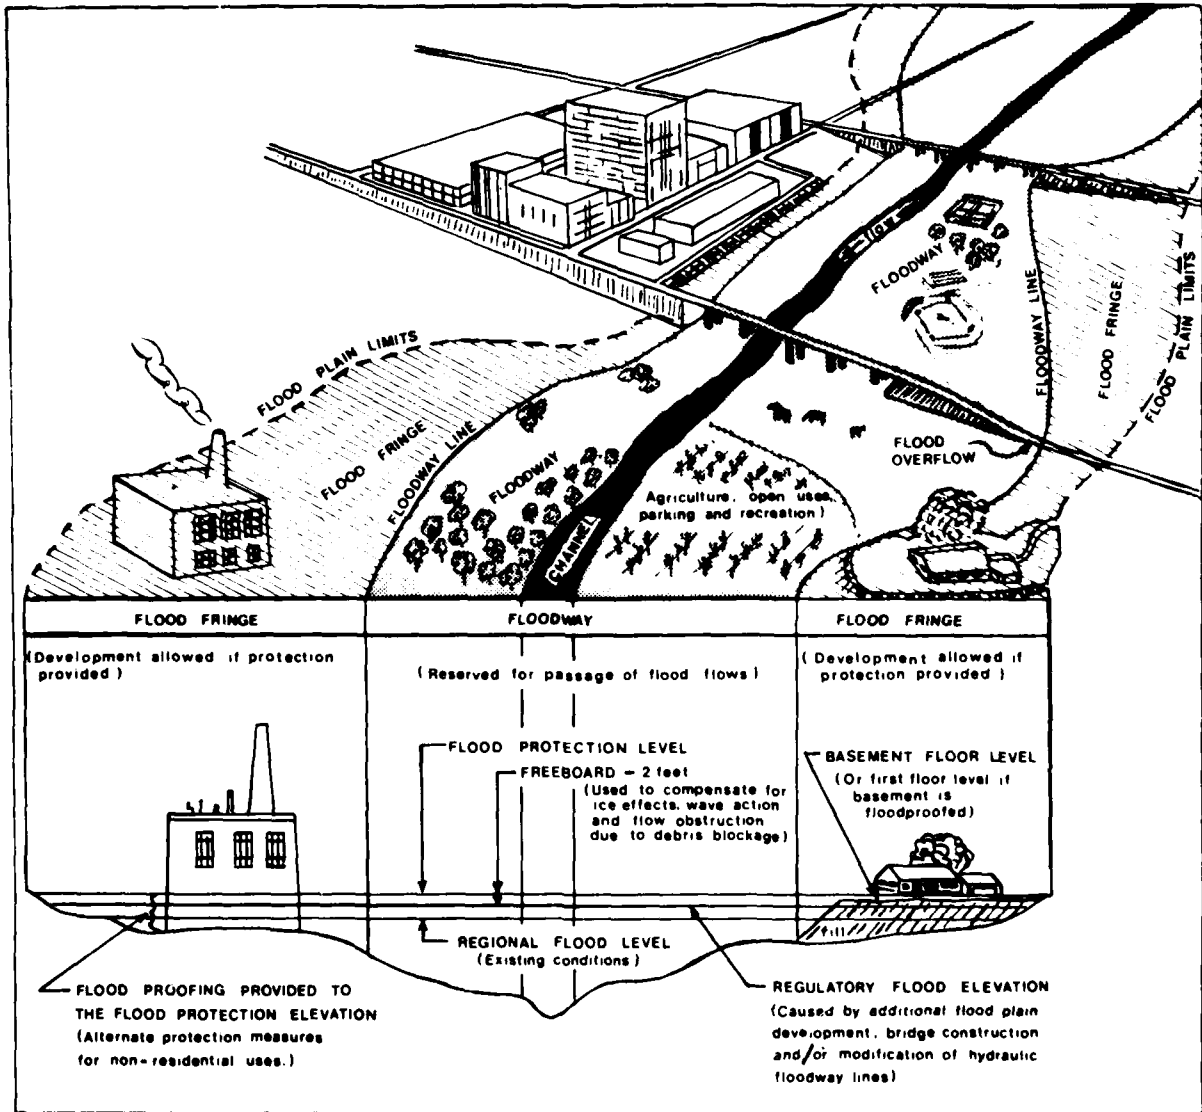 flow
FLOODWAY
FLOODWAY LINE
FLOOD FRINGE
FLOOD PLAIN LIMITS
FLOOD PLAIN LIMITS
FLOOD FRINGE
FLOODWAY LINE
FLOODWAY
FLOOD
OVERFLOW
Agriculture, open uses,
parking and recreation)
CHANNEL
FLOOD FRINGE
FLOODWAY
FLOOD FRINGE
(Development allowed if protection
provided)
(Reserved for passage of flood flows)
(Development allowed if
protection provided)
FLOOD PROTECTION LEVEL
FREEBOARD - 2 feet
(Used to compensate for
ice effects, wave action
and flow obstruction
due to debris blockage)
BASEMENT FLOOR LEVEL
(Or first floor level if
basement is
floodproofed)
fill
REGIONAL FLOOD LEVEL
(Existing conditions)
FLOOD PROOFING PROVIDED TO
THE FLOOD PROTECTION ELEVATION
(Alternate protection measures
for non-residential uses.)
REGULATORY FLOOD ELEVATION
(Caused by additional flood plain
development, bridge construction
and/or modification of hydraulic
floodway lines)